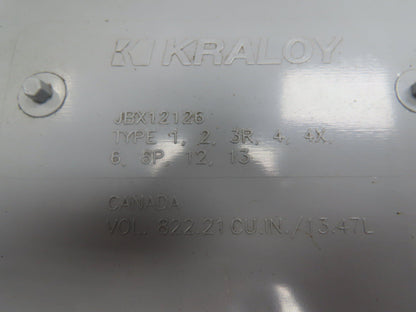 KRALOY
JBX12126
TYPE 1, 2, 3R, 4, 4X,
6, 6P, 12, 13
CANADA
VOL. 822.21 CU.IN./13.47L